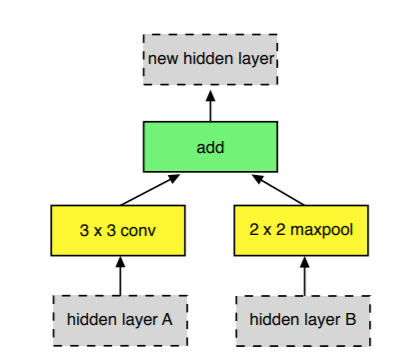 new hidden layer
add
3 x 3 conv
2 x 2 maxpool
hidden layer A
hidden layer B